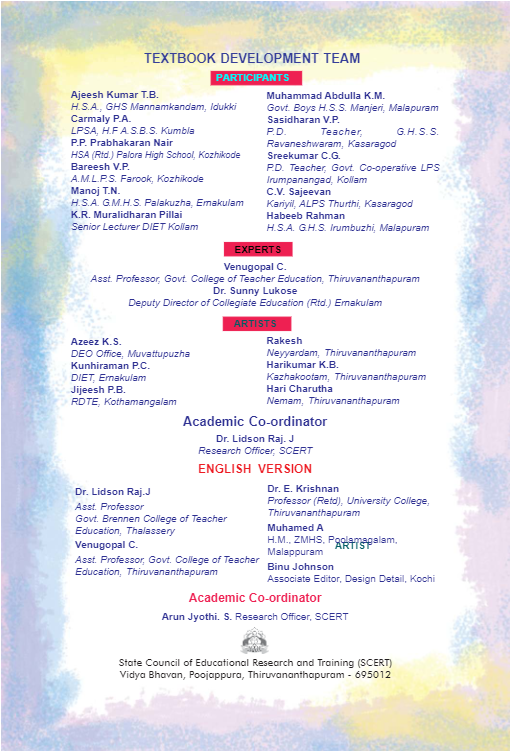 TEXTBOOK DEVELOPMENT TEAM
PARTICIPANTS
Ajeesh Kumar T.B.
H.S.A., GHS Mannamkandam, Idukki
Carmaly P.A.
LPSA, H.F A.S.B.S. Kumbla
P.P. Prabhakaran Nair
HSA (Rtd.) Palora High School, Kozhikode
Bareesh V.P.
A.M.L.P.S. Farook, Kozhikode
Manoj T.N.
H.S.A. G.M.H.S. Palakuzha, Ernakulam
K.R. Muralidharan Pillai
Senior Lecturer DIET Kollam
Muhammad Abdulla K.M.
Govt. Boys H.S.S. Manjeri, Malapuram
Sasidharan V.P.
P.D. Teacher, G.H.S.S.
Ravaneshwaram, Kasaragod
Sreekumar C.G.
P.D. Teacher, Govt. Co-operative LPS
Irumpanangad, Kollam
C.V. Sajeevan
Kariyil, ALPS Thurthi, Kasaragod
Habeeb Rahman
H.S.A. G.H.S. Irumbuzhi, Malapuram
EXPERTS
Venugopal C.
Asst. Professor, Govt. College of Teacher Education, Thiruvananthapuram
Dr. Sunny Lukose
Deputy Director of Collegiate Education (Rtd.) Ernakulam
ARTISTS
Azeez K.S.
DEO Office, Muvattupuzha
Kunhiraman P.C.
DIET, Ernakulam
Jijeesh P.B.
RDTE, Kothamangalam
Rakesh
Neyyardam, Thiruvananthapuram
Harikumar K.B.
Kazhakootam, Thiruvananthapuram
Hari Charutha
Nemam, Thiruvananthapuram
Academic Co-ordinator
Dr. Lidson Raj. J
Research Officer, SCERT
ENGLISH VERSION
Dr. Lidson Raj.J
Asst. Professor
Govt. Brennen College of Teacher
Education, Thalassery
Venugopal C.
Asst. Professor, Govt. College of Teacher
Education, Thiruvananthapuram
Dr. E. Krishnan
Professor (Retd), University College,
Thiruvananthapuram
Muhamed A
H.M., ZMHS, Poolamagalam,
Malappuram
ARTIST
Binu Johnson
Associate Editor, Design Detail, Kochi
Academic Co-ordinator
Arun Jyothi. S. Research Officer, SCERT
State Council of Educational Research and Training (SCERT)
Vidya Bhavan, Poojappura, Thiruvananthapuram - 695012